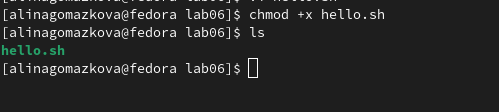 [alinagomazkova@fedora lab06]$ chmod +x hello.sh
[alinagomazkova@fedora lab06]$ ls
hello.sh
[alinagomazkova@fedora lab06]$